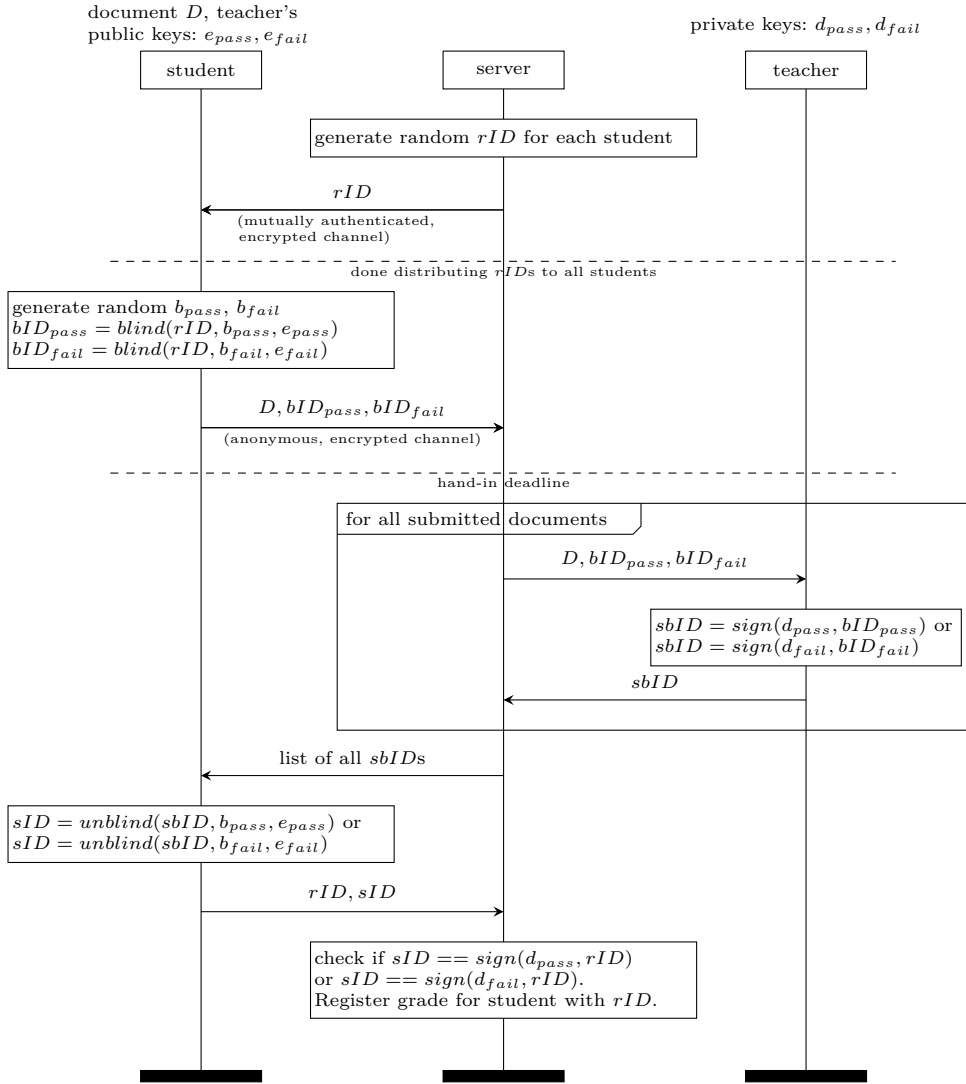 document D, teacher's
public keys: e_pass, e_fail
private keys: d_pass, d_fail
student
server
teacher
generate random rID for each student
rID
(mutually authenticated,
encrypted channel)
done distributing rIDs to all students
generate random b_pass, b_fail
bID_pass = blind(rID, b_pass, e_pass)
bID_fail = blind(rID, b_fail, e_fail)
D, bID_pass, bID_fail
(anonymous, encrypted channel)
hand-in deadline
for all submitted documents
D, bID_pass, bID_fail
sbID = sign(d_pass, bID_pass) or
sbID = sign(d_fail, bID_fail)
sbID
list of all sbIDs
sID = unblind(sbID, b_pass, e_pass) or
sID = unblind(sbID, b_fail, e_fail)
rID, sID
check if sID == sign(d_pass, rID)
or sID == sign(d_fail, rID).
Register grade for student with rID.